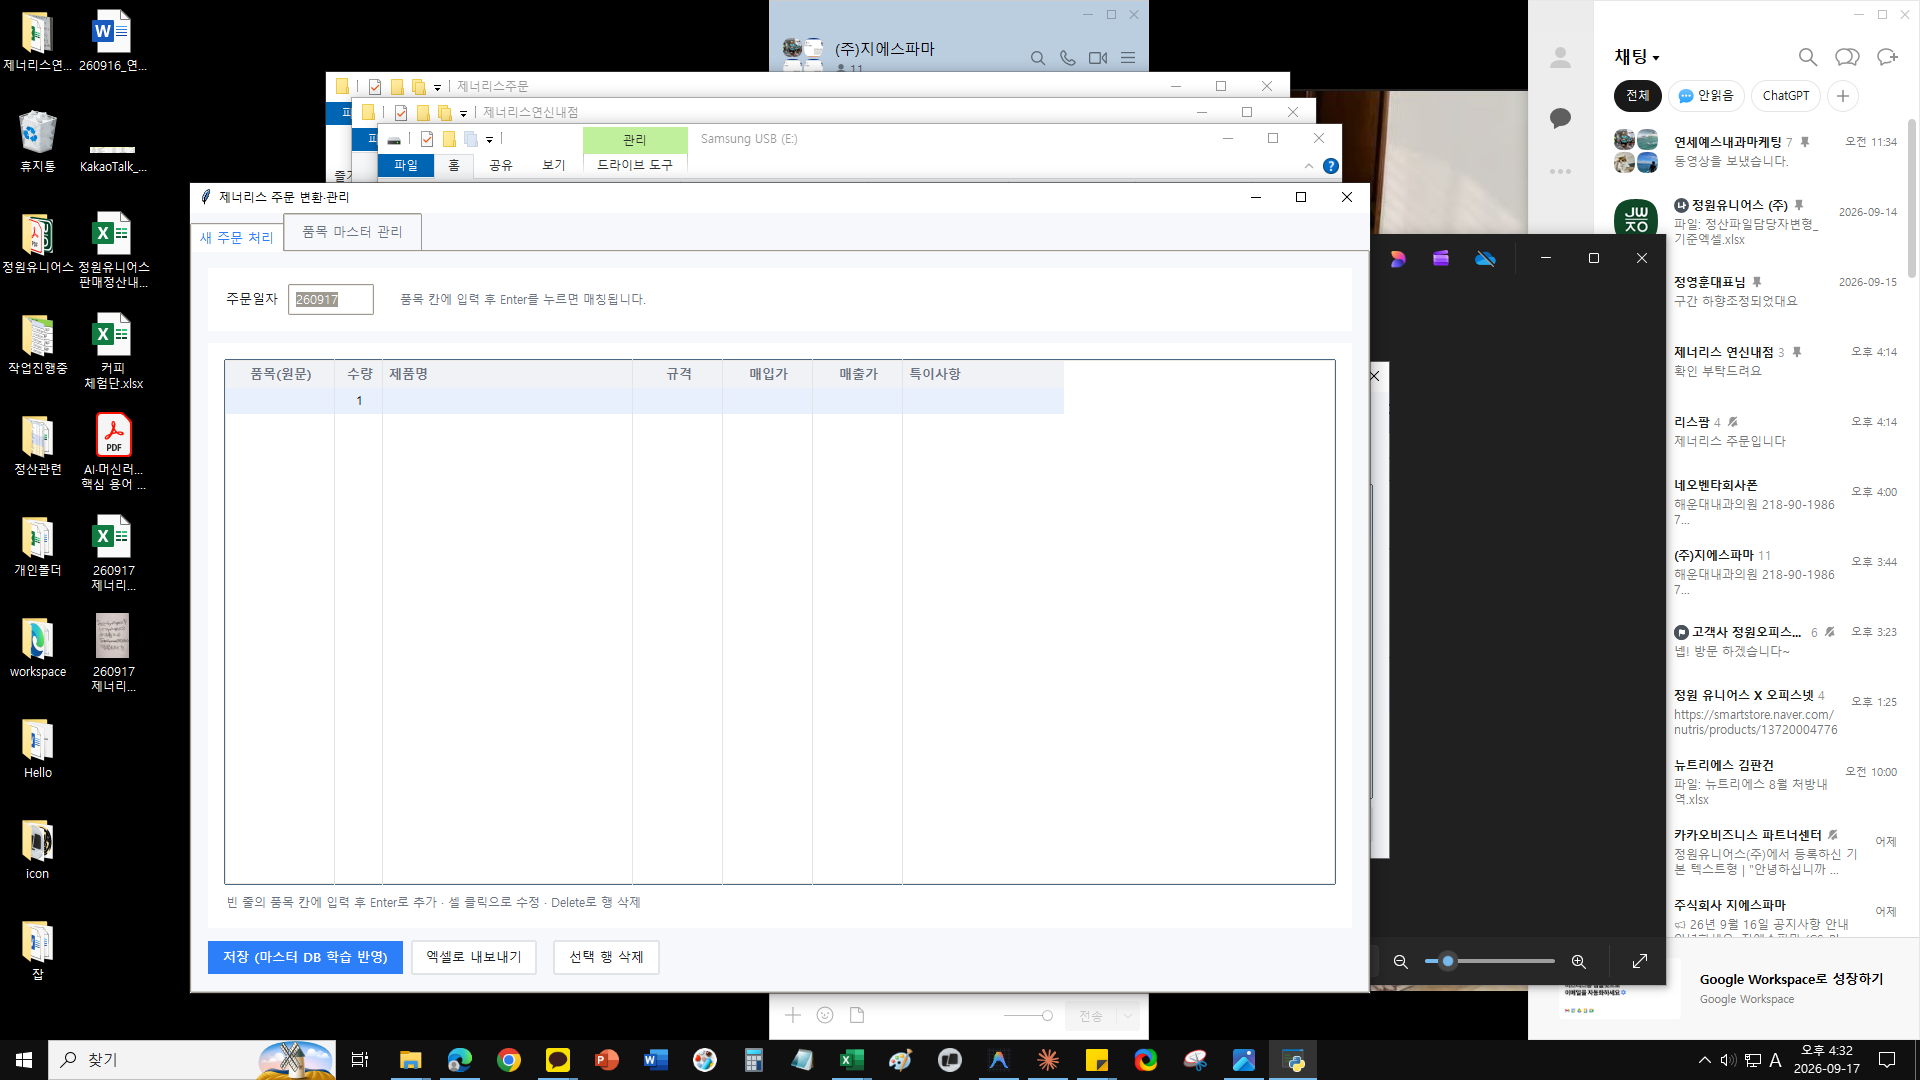 제너리스연...
260916_연...
휴지통
KakaoTalk_...
정원유니어스
정원유니어스
판매정산내...
작업진행중
커피
체험단.xlsx
정산관련
AI·머신러...
핵심 용어 ...
개인폴더
260917
제너리...
workspace
260917
제너리...
Hello
icon
잡
(주)지에스파마
11
제너리스주문
제너리스연신내점
관리
Samsung USB (E:)
파일
홈
공유
보기
드라이브 도구
제너리스 주문 변환·관리
새 주문 처리
품목 마스터 관리
주문일자
260917
품목 칸에 입력 후 Enter를 누르면 매칭됩니다.
품목(원문)
수량
제품명
규격
매입가
매출가
특이사항
1
빈 줄의 품목 칸에 입력 후 Enter로 추가 · 셀 클릭으로 수정 · Delete로 행 삭제
저장 (마스터 DB 학습 반영)
엑셀로 내보내기
선택 행 삭제
전송
채팅
전체
안읽음
ChatGPT
연세예스내과마케팅 7
오전 11:34
동영상을 보냈습니다.
정원유니어스 (주)
2026-09-14
파일: 정산파일담당자변형_
기준엑셀.xlsx
정영훈대표님
2026-09-15
구간 하향조정되었대요
제너리스 연신내점 3
오후 4:14
확인 부탁드려요
리스팜 4
오후 4:14
제너리스 주문입니다
네오벤타회사폰
오후 4:00
해운대내과의원 218-90-1986
7...
(주)지에스파마 11
오후 3:44
해운대내과의원 218-90-1986
7...
고객사 정원오피스... 6
오후 3:23
넵! 방문 하겠습니다~
정원 유니어스 X 오피스넷 4
오후 1:25
https://smartstore.naver.com/
nutris/products/13720004776
뉴트리에스 김판건
오전 10:00
파일: 뉴트리에스 8월 처방내
역.xlsx
카카오비즈니스 파트너센터
어제
정원유니어스(주)에서 등록하신 기
본 텍스트형 | "안녕하십니까 ...
주식회사 지에스파마
어제
26년 9월 16일 공지사항 안내
Google Workspace로 성장하기
Google Workspace
찾기
A
오후 4:32
2026-09-17